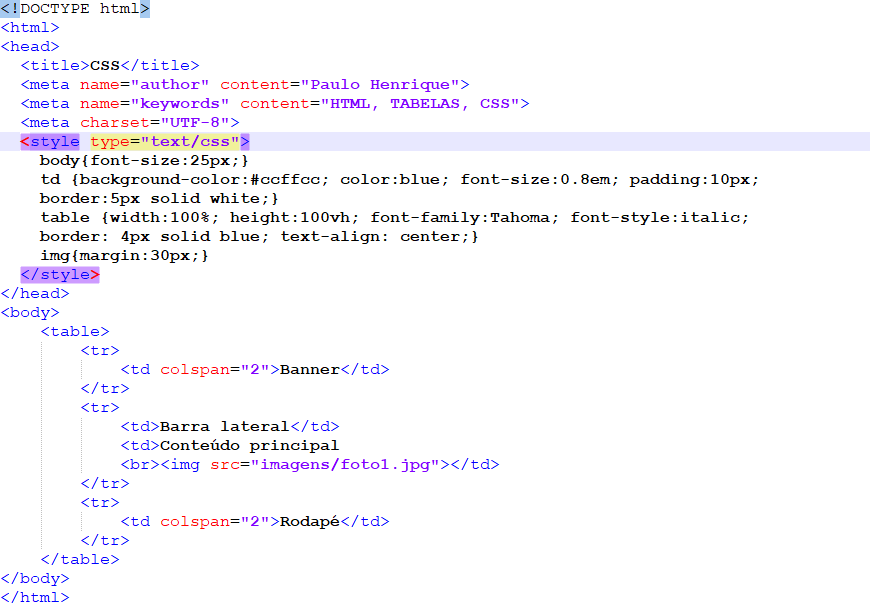 <!DOCTYPE html>
<html>
<head>
  <title>CSS</title>
  <meta name="author" content="Paulo Henrique">
  <meta name="keywords" content="HTML, TABELAS, CSS">
  <meta charset="UTF-8">
  <style type="text/css">
    body{font-size:25px;}
    td {background-color:#ccffcc; color:blue; font-size:0.8em; padding:10px;
    border:5px solid white;}
    table {width:100%; height:100vh; font-family:Tahoma; font-style:italic;
    border: 4px solid blue; text-align: center;}
    img{margin:30px;}
  </style>
</head>
<body>
    <table>
        <tr>
            <td colspan="2">Banner</td>
        </tr>
        <tr>
            <td>Barra lateral</td>
            <td>Conteúdo principal
            <br><img src="imagens/foto1.jpg"></td>
        </tr>
        <tr>
            <td colspan="2">Rodapé</td>
        </tr>
    </table>
</body>
</html>